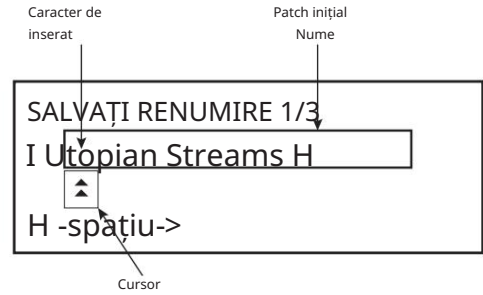 Caracter de
inserat
Patch inițial
Nume
SALVAȚI RENUMIRE 1/3
I Utopian Streams H
H -spațiu->
Cursor